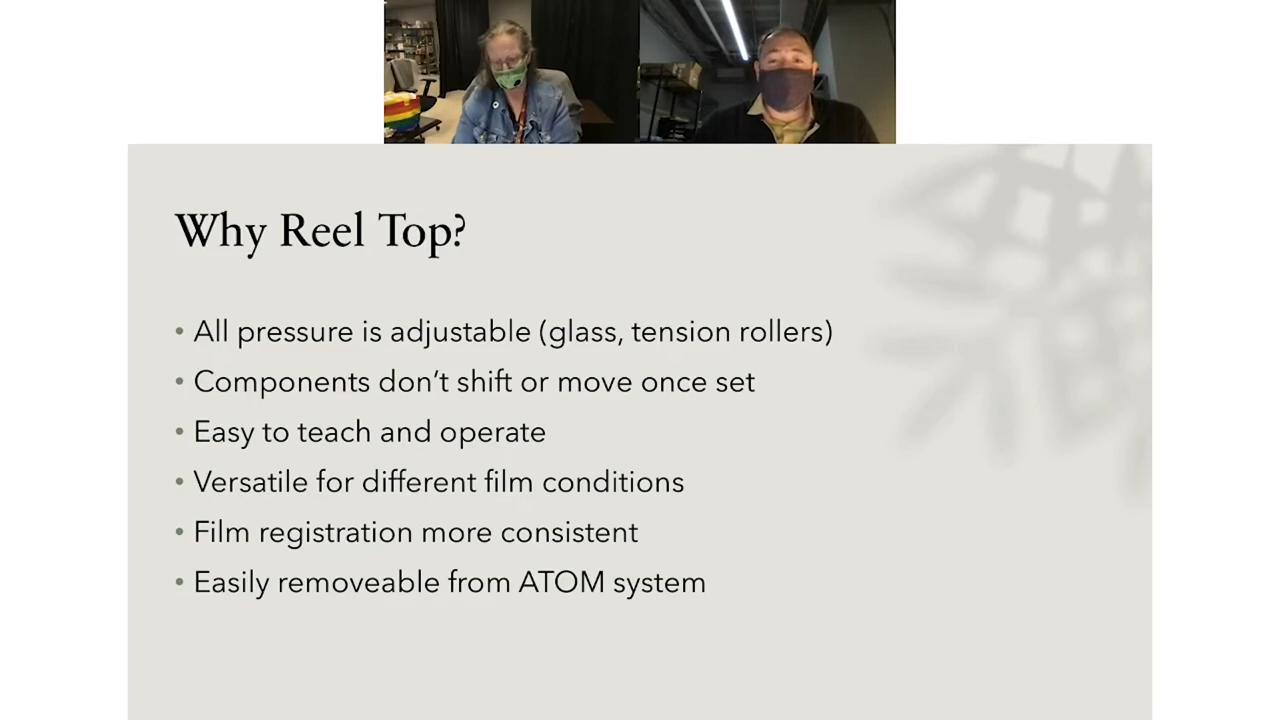 Why Reel Top?
• All pressure is adjustable (glass, tension rollers)
• Components don’t shift or move once set
• Easy to teach and operate
• Versatile for different film conditions
• Film registration more consistent
• Easily removeable from ATOM system